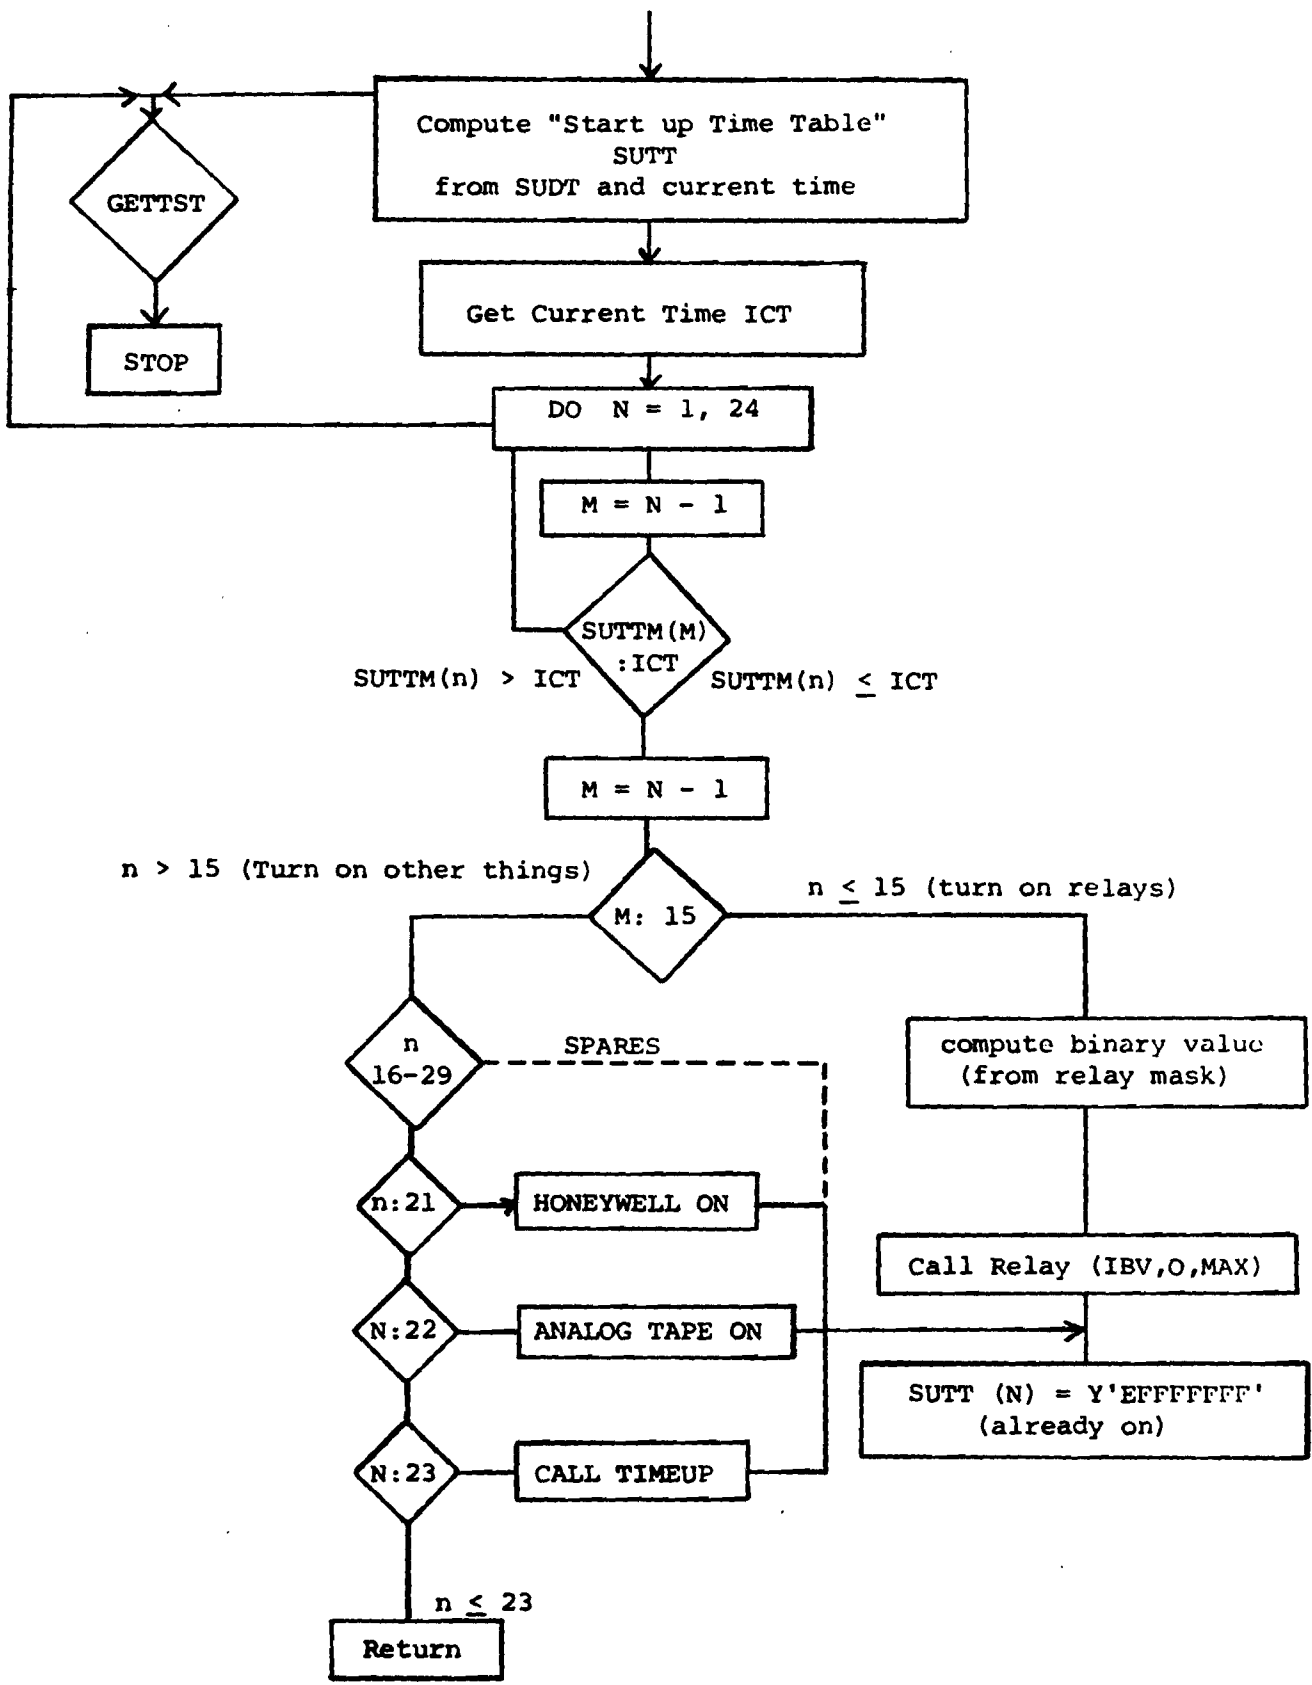 Compute "Start up Time Table"
SUTT
from SUDT and current time
GETTST
Get Current Time ICT
STOP
DO N = 1, 24
M = N - 1
SUTTM(M)
:ICT
SUTTM(n) > ICT
SUTTM(n) ≤ ICT
M = N - 1
n > 15 (Turn on other things)
n ≤ 15 (turn on relays)
M: 15
n
16-29
SPARES
compute binary value
(from relay mask)
n:21
HONEYWELL ON
Call Relay (IBV,O,MAX)
N:22
ANALOG TAPE ON
SUTT (N) = Y'EFFFFFFF'
(already on)
N:23
CALL TIMEUP
n ≤ 23
Return